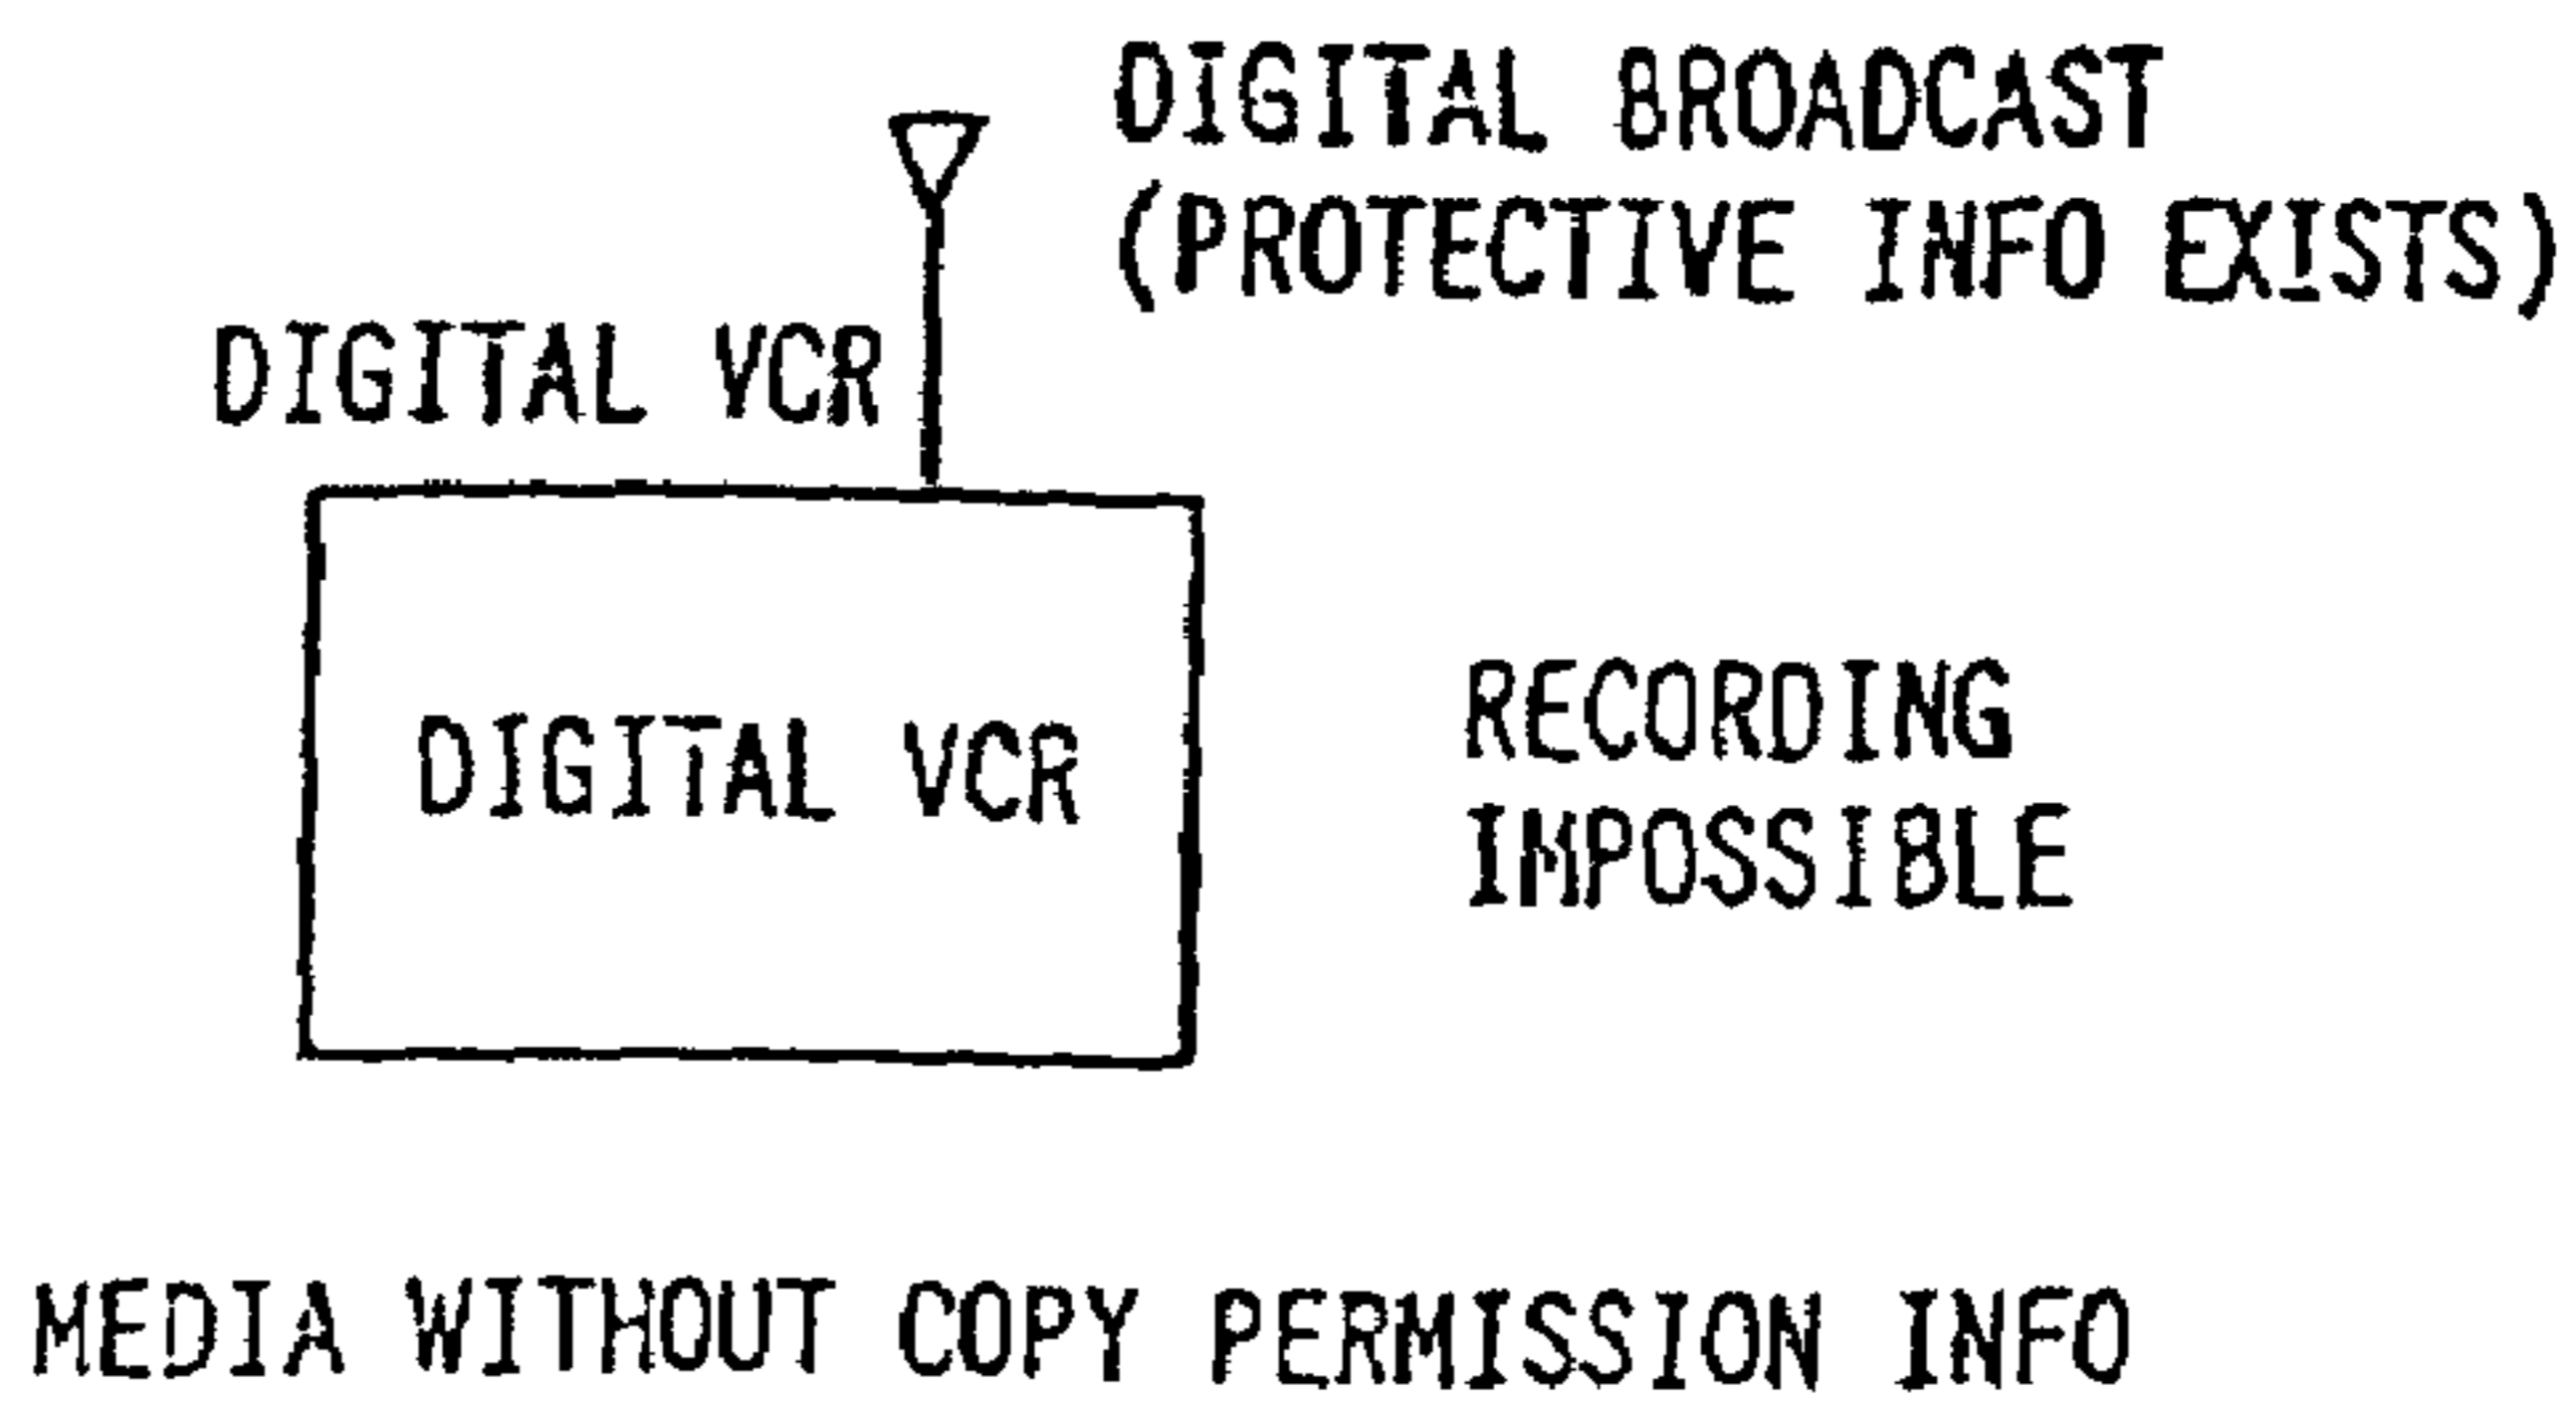 DIGITAL BROADCAST
(PROTECTIVE INFO EXISTS)
DIGITAL VCR
DIGITAL VCR
RECORDING
IMPOSSIBLE
MEDIA WITHOUT COPY PERMISSION INFO